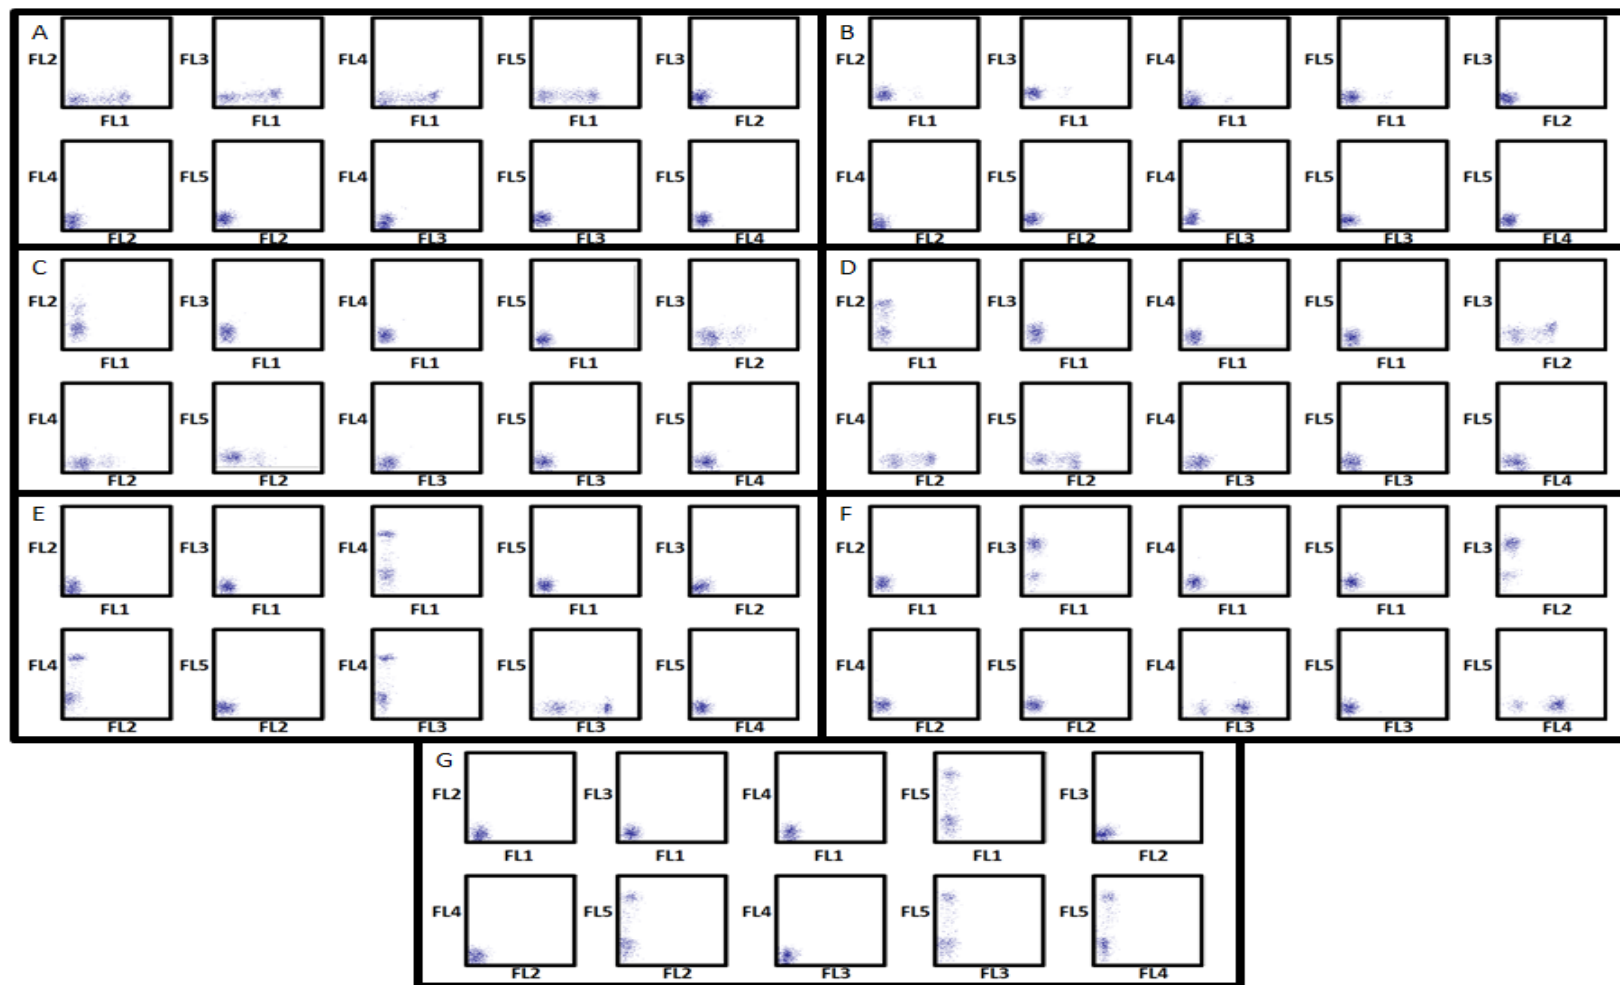 A B
FL2 FL3 FL4 FL5 FL3 FL2 FL3 FL4 FL5 FL3
FL1 FL1 FL1 FL1 FL2 FL1 FL1 FL1 FL1 FL2
FL4 FL5 FL4 FL5 FL5 FL4 FL5 FL4 FL5 FL5
FL2 FL2 FL3 FL3 FL4 FL2 FL2 FL3 FL3 FL4
C D
FL2 FL3 FL4 FL5 FL3 FL2 FL3 FL4 FL5 FL3
FL1 FL1 FL1 FL1 FL2 FL1 FL1 FL1 FL1 FL2
FL4 FL5 FL4 FL5 FL5 FL4 FL5 FL4 FL5 FL5
FL2 FL2 FL3 FL3 FL4 FL2 FL2 FL3 FL3 FL4
E F
FL2 FL3 FL4 FL5 FL3 FL2 FL3 FL4 FL5 FL3
FL1 FL1 FL1 FL1 FL2 FL1 FL1 FL1 FL1 FL2
FL4 FL5 FL4 FL5 FL5 FL4 FL5 FL4 FL5 FL5
FL2 FL2 FL3 FL3 FL4 FL2 FL2 FL3 FL3 FL4
G
FL2 FL3 FL4 FL5 FL3
FL1 FL1 FL1 FL1 FL2
FL4 FL5 FL4 FL5 FL5
FL2 FL2 FL3 FL3 FL4